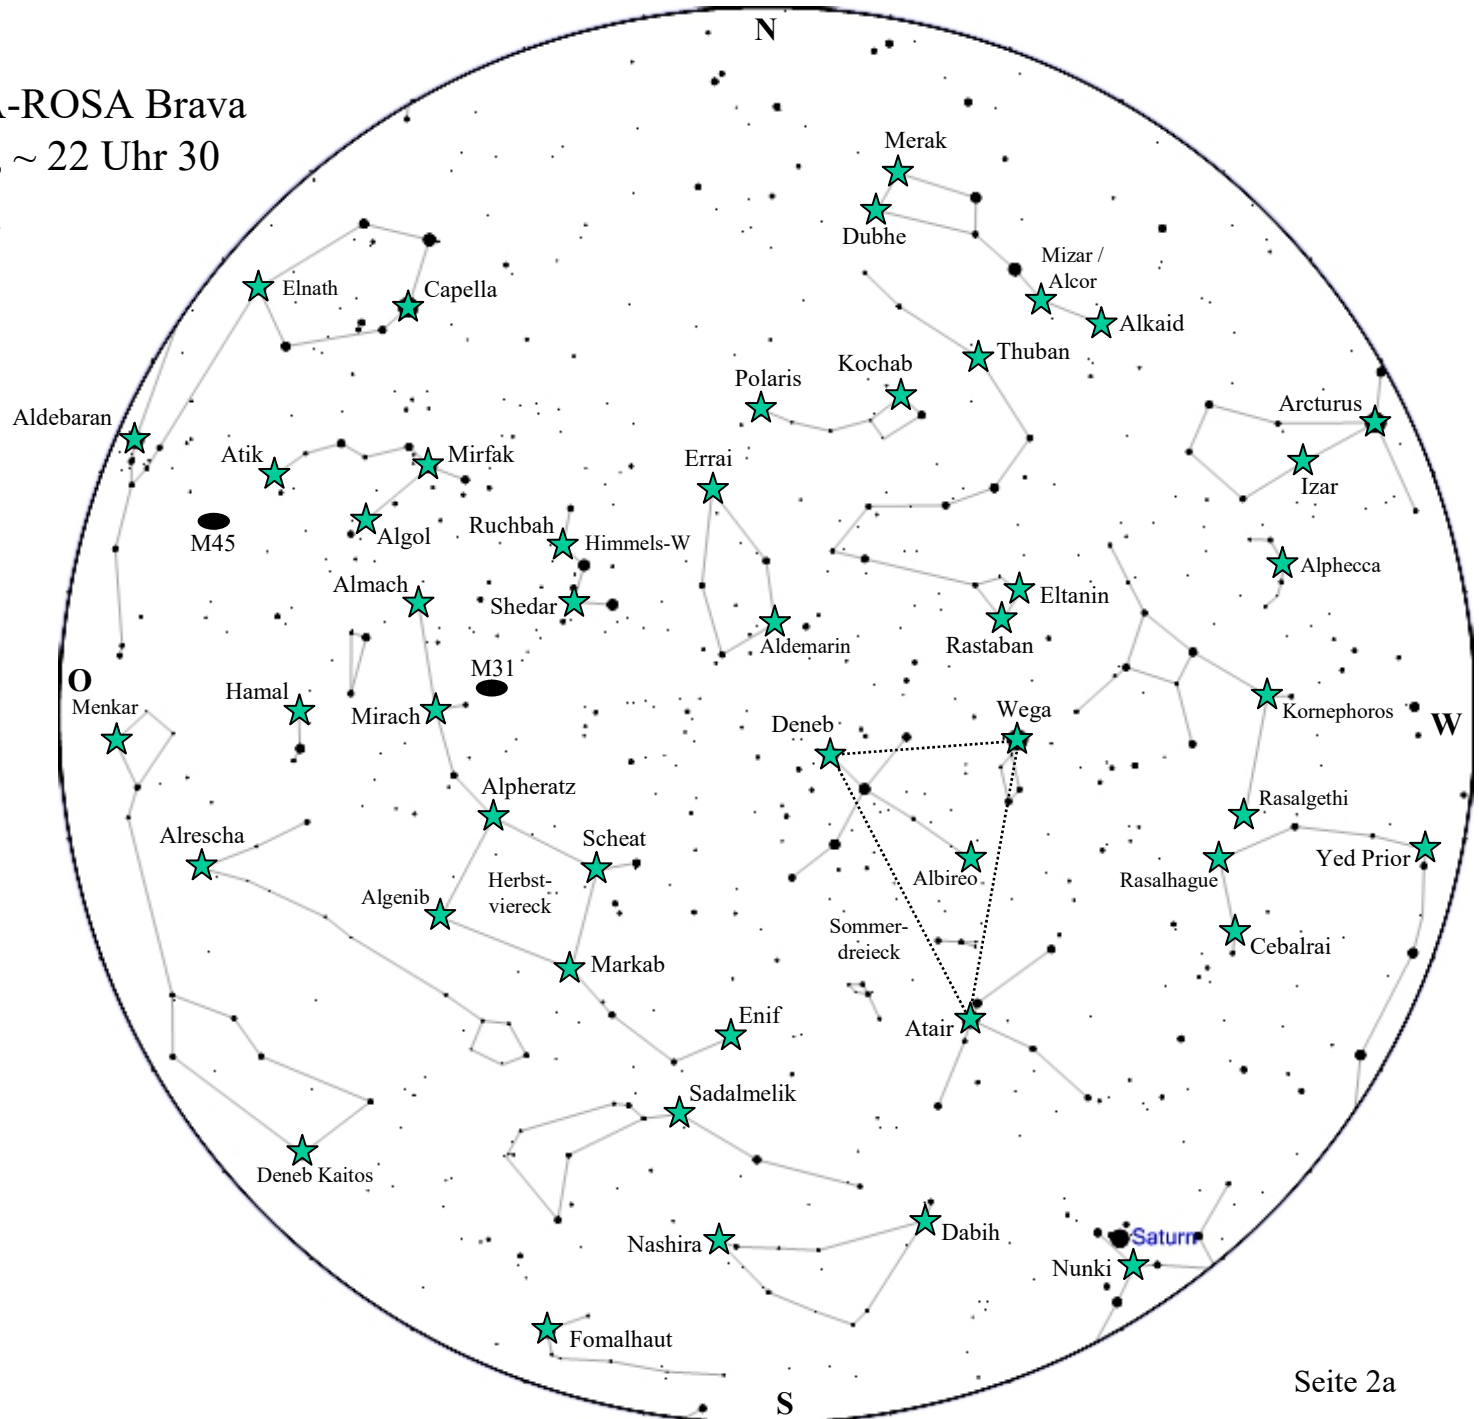 N
A-ROSA Brava
~ 22 Uhr 30
Merak
Dubhe
Mizar /
Alcor
Elnath
Capella
Alkaid
Thuban
Kochab
Polaris
Arcturus
Aldebaran
Atik
Mirfak
Errai
Izar
M45
Algol
Ruchbah
Himmels-W
Alphecca
Almach
Shedar
Eltanin
Aldemarin
Rastaban
M31
O
Hamal
Menkar
Mirach
Deneb
Wega
Kornephoros
W
Alpheratz
Rasalgethi
Alrescha
Scheat
Yed Prior
Albireo
Rasalhague
Algenib
Herbst-
viereck
Sommer-
dreieck
Cebalrai
Markab
Enif
Atair
Sadalmelik
Deneb Kaitos
Nashira
Dabih
Saturn
Nunki
Fomalhaut
Seite 2a
S